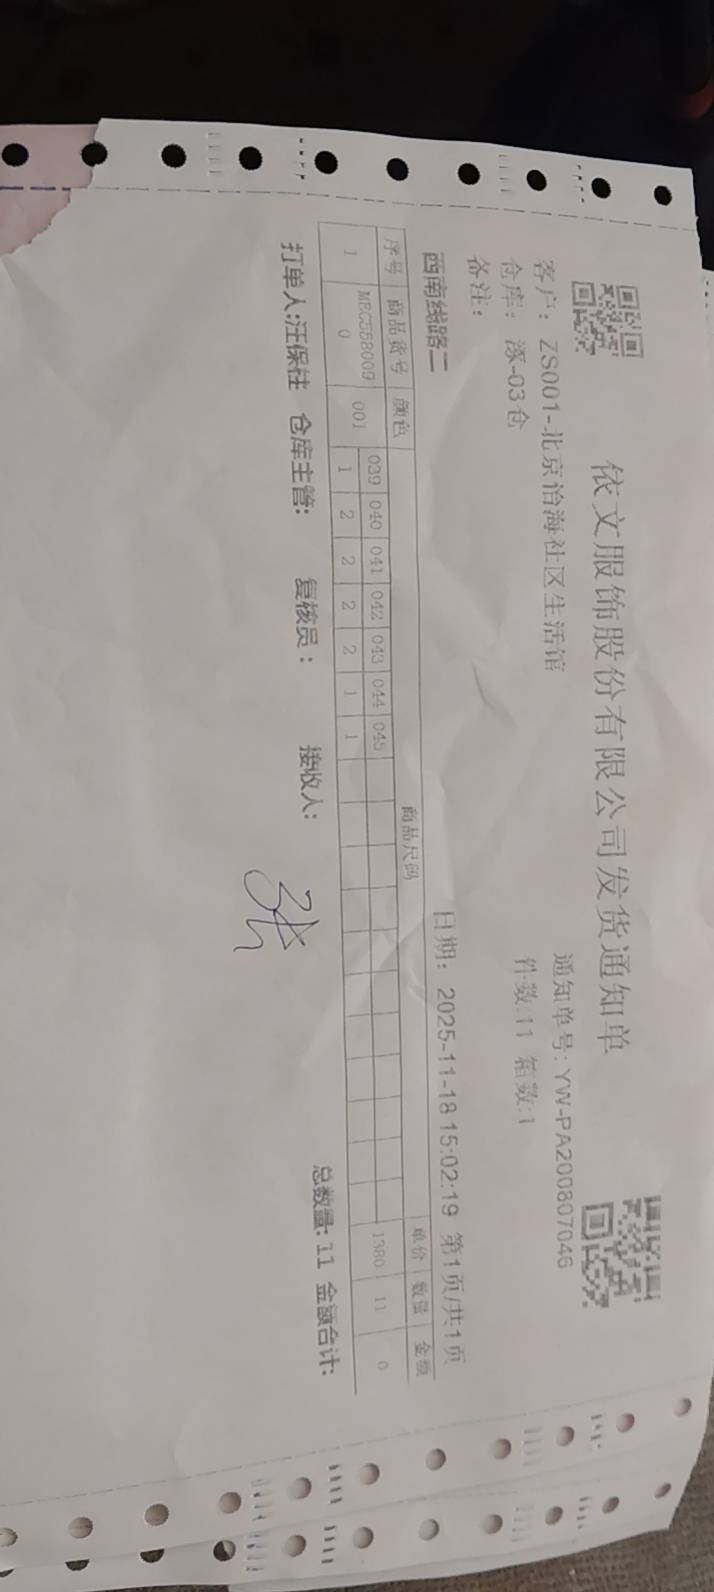 依文服饰股份有限公司发货通知单
客户：ZS001-北京怡海社区生活馆 通知单号: YW-PA200807046
仓库：涿-03仓 件数:11 箱数:1
备注：
西南线路二 日期：2025-11-18 15:02:19 第1页/共1页
序号 商品货号 颜色 商品尺码 单价 数量 金额
039 040 041 042 043 044 045
1 MFC5580090 001 1 2 2 2 2 1 1 1380 11 0
打单人:汪保柱 仓库主管: 复核员： 接收人: 总数量: 11 金额合计: